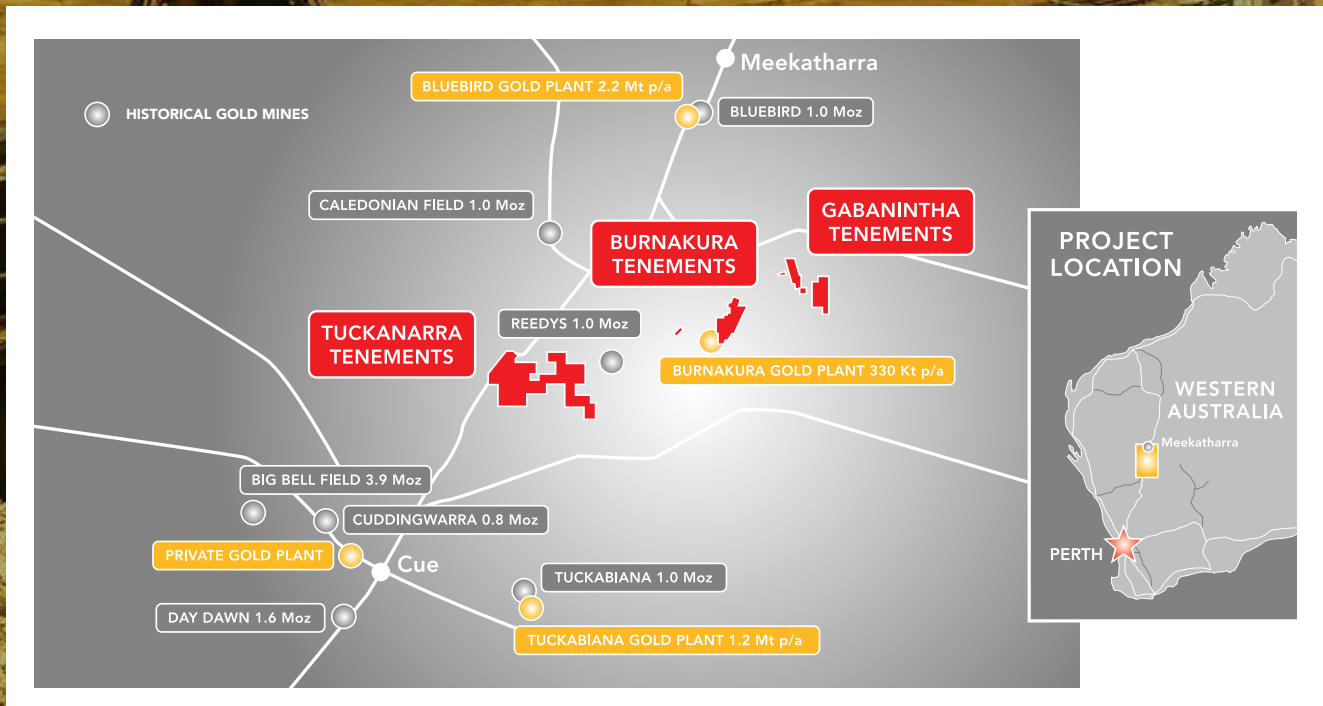 Meekatharra
BLUEBIRD GOLD PLANT 2.2 Mt p/a
HISTORICAL GOLD MINES
BLUEBIRD 1.0 Moz
CALEDONIAN FIELD 1.0 Moz
GABANINTHA
TENEMENTS
BURNAKURA
TENEMENTS
TUCKANARRA
TENEMENTS
REEDYS 1.0 Moz
BURNAKURA GOLD PLANT 330 Kt p/a
BIG BELL FIELD 3.9 Moz
CUDDINGWARRA 0.8 Moz
PRIVATE GOLD PLANT
Cue
TUCKABIANA 1.0 Moz
DAY DAWN 1.6 Moz
TUCKABIANA GOLD PLANT 1.2 Mt p/a
PROJECT
LOCATION
WESTERN
AUSTRALIA
Meekatharra
PERTH